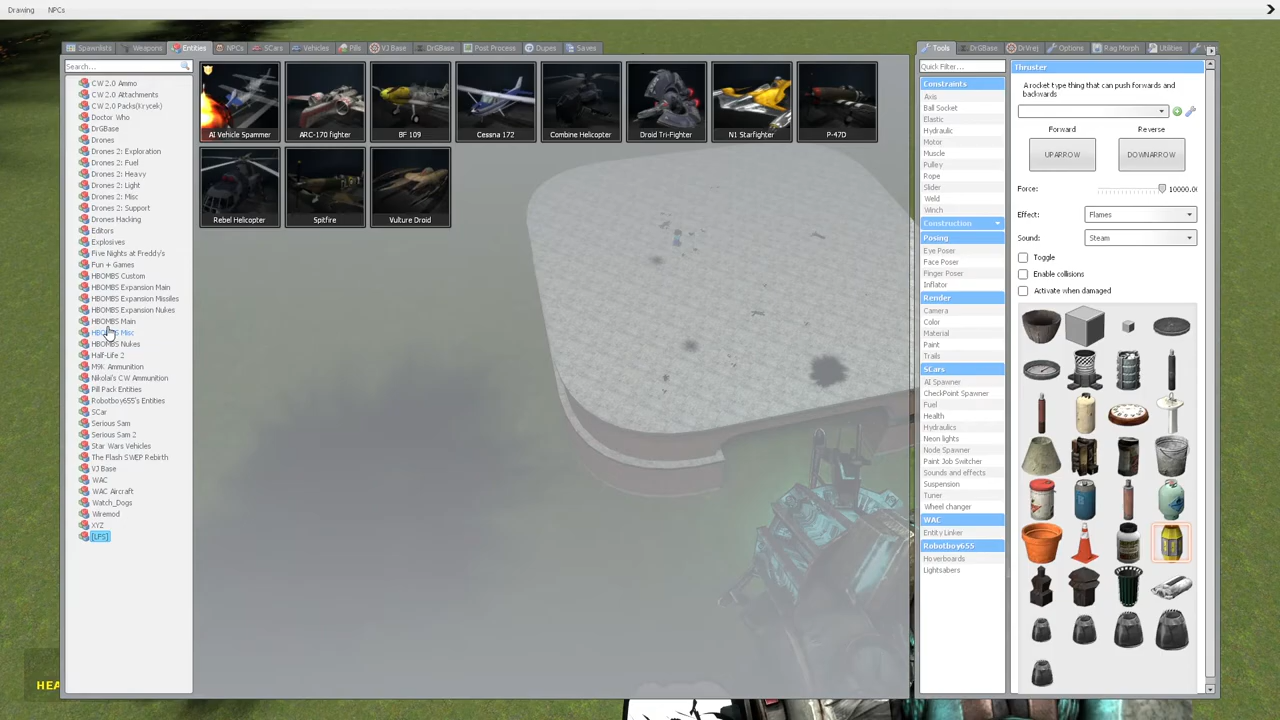 Drawing NPCs
Spawnlists Weapons Entities NPCs SCars Vehicles Pills VJ Base DrGBase Post Process Dupes Saves
Tools DrGBase DrVrej Options Rag Morph Utilities
Search...
CW 2.0 Ammo
CW 2.0 Attachments
CW 2.0 Packs(Krycek)
Doctor Who
DrGBase
Drones
Drones 2: Exploration
Drones 2: Fuel
Drones 2: Heavy
Drones 2: Light
Drones 2: Misc
Drones 2: Support
Drones Hacking
Editors
Explosives
Five Nights at Freddy's
Fun + Games
HBOMBS Custom
HBOMBS Expansion Main
HBOMBS Expansion Missiles
HBOMBS Expansion Nukes
HBOMBS Main
HBOMBS Misc
HBOMBS Nukes
Half-Life 2
M9K Ammunition
Nikolai's CW Ammunition
Pill Pack Entities
Robotboy655's Entities
SCar
Serious Sam
Serious Sam 2
Star Wars Vehicles
The Flash SWEP Rebirth
VJ Base
WAC
WAC Aircraft
Watch_Dogs
Wiremod
XYZ
[LFS]
AI Vehicle Spammer ARC-170 fighter BF 109 Cessna 172 Combine Helicopter Droid Tri-Fighter N1 Starfighter P-47D
Rebel Helicopter Spitfire Vulture Droid
Quick Filter...
Constraints
Axis
Ball Socket
Elastic
Hydraulic
Motor
Muscle
Pulley
Rope
Slider
Weld
Winch
Construction
Posing
Eye Poser
Face Poser
Finger Poser
Inflator
Render
Camera
Color
Material
Paint
Trails
SCars
AI Spawner
CheckPoint Spawner
Fuel
Health
Hydraulics
Neon lights
Node Spawner
Paint Job Switcher
Sounds and effects
Suspension
Tuner
Wheel changer
WAC
Entity Linker
Robotboy655
Hoverboards
Lightsabers
Thruster
A rocket type thing that can push forwards and
backwards
Forward Reverse
UPARROW DOWNARROW
Force: 10000.0
Effect: Flames
Sound: Steam
Toggle
Enable collisions
Activate when damaged
HEA